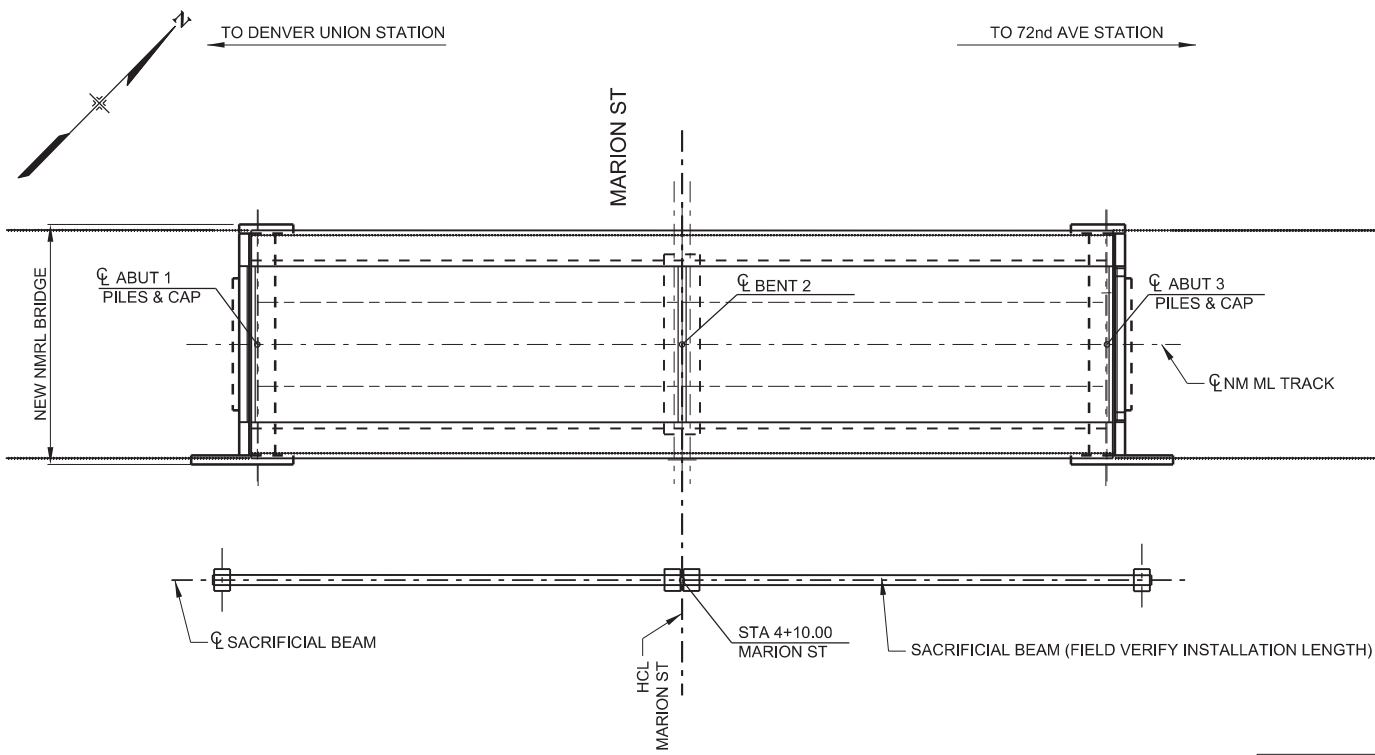 N
TO DENVER UNION STATION
TO 72nd AVE STATION
MARION ST
NEW NMRL BRIDGE
℄ ABUT 1
PILES & CAP
℄ BENT 2
℄ ABUT 3
PILES & CAP
℄ NM ML TRACK
℄ SACRIFICIAL BEAM
HCL
MARION ST
STA 4+10.00
MARION ST
SACRIFICIAL BEAM (FIELD VERIFY INSTALLATION LENGTH)